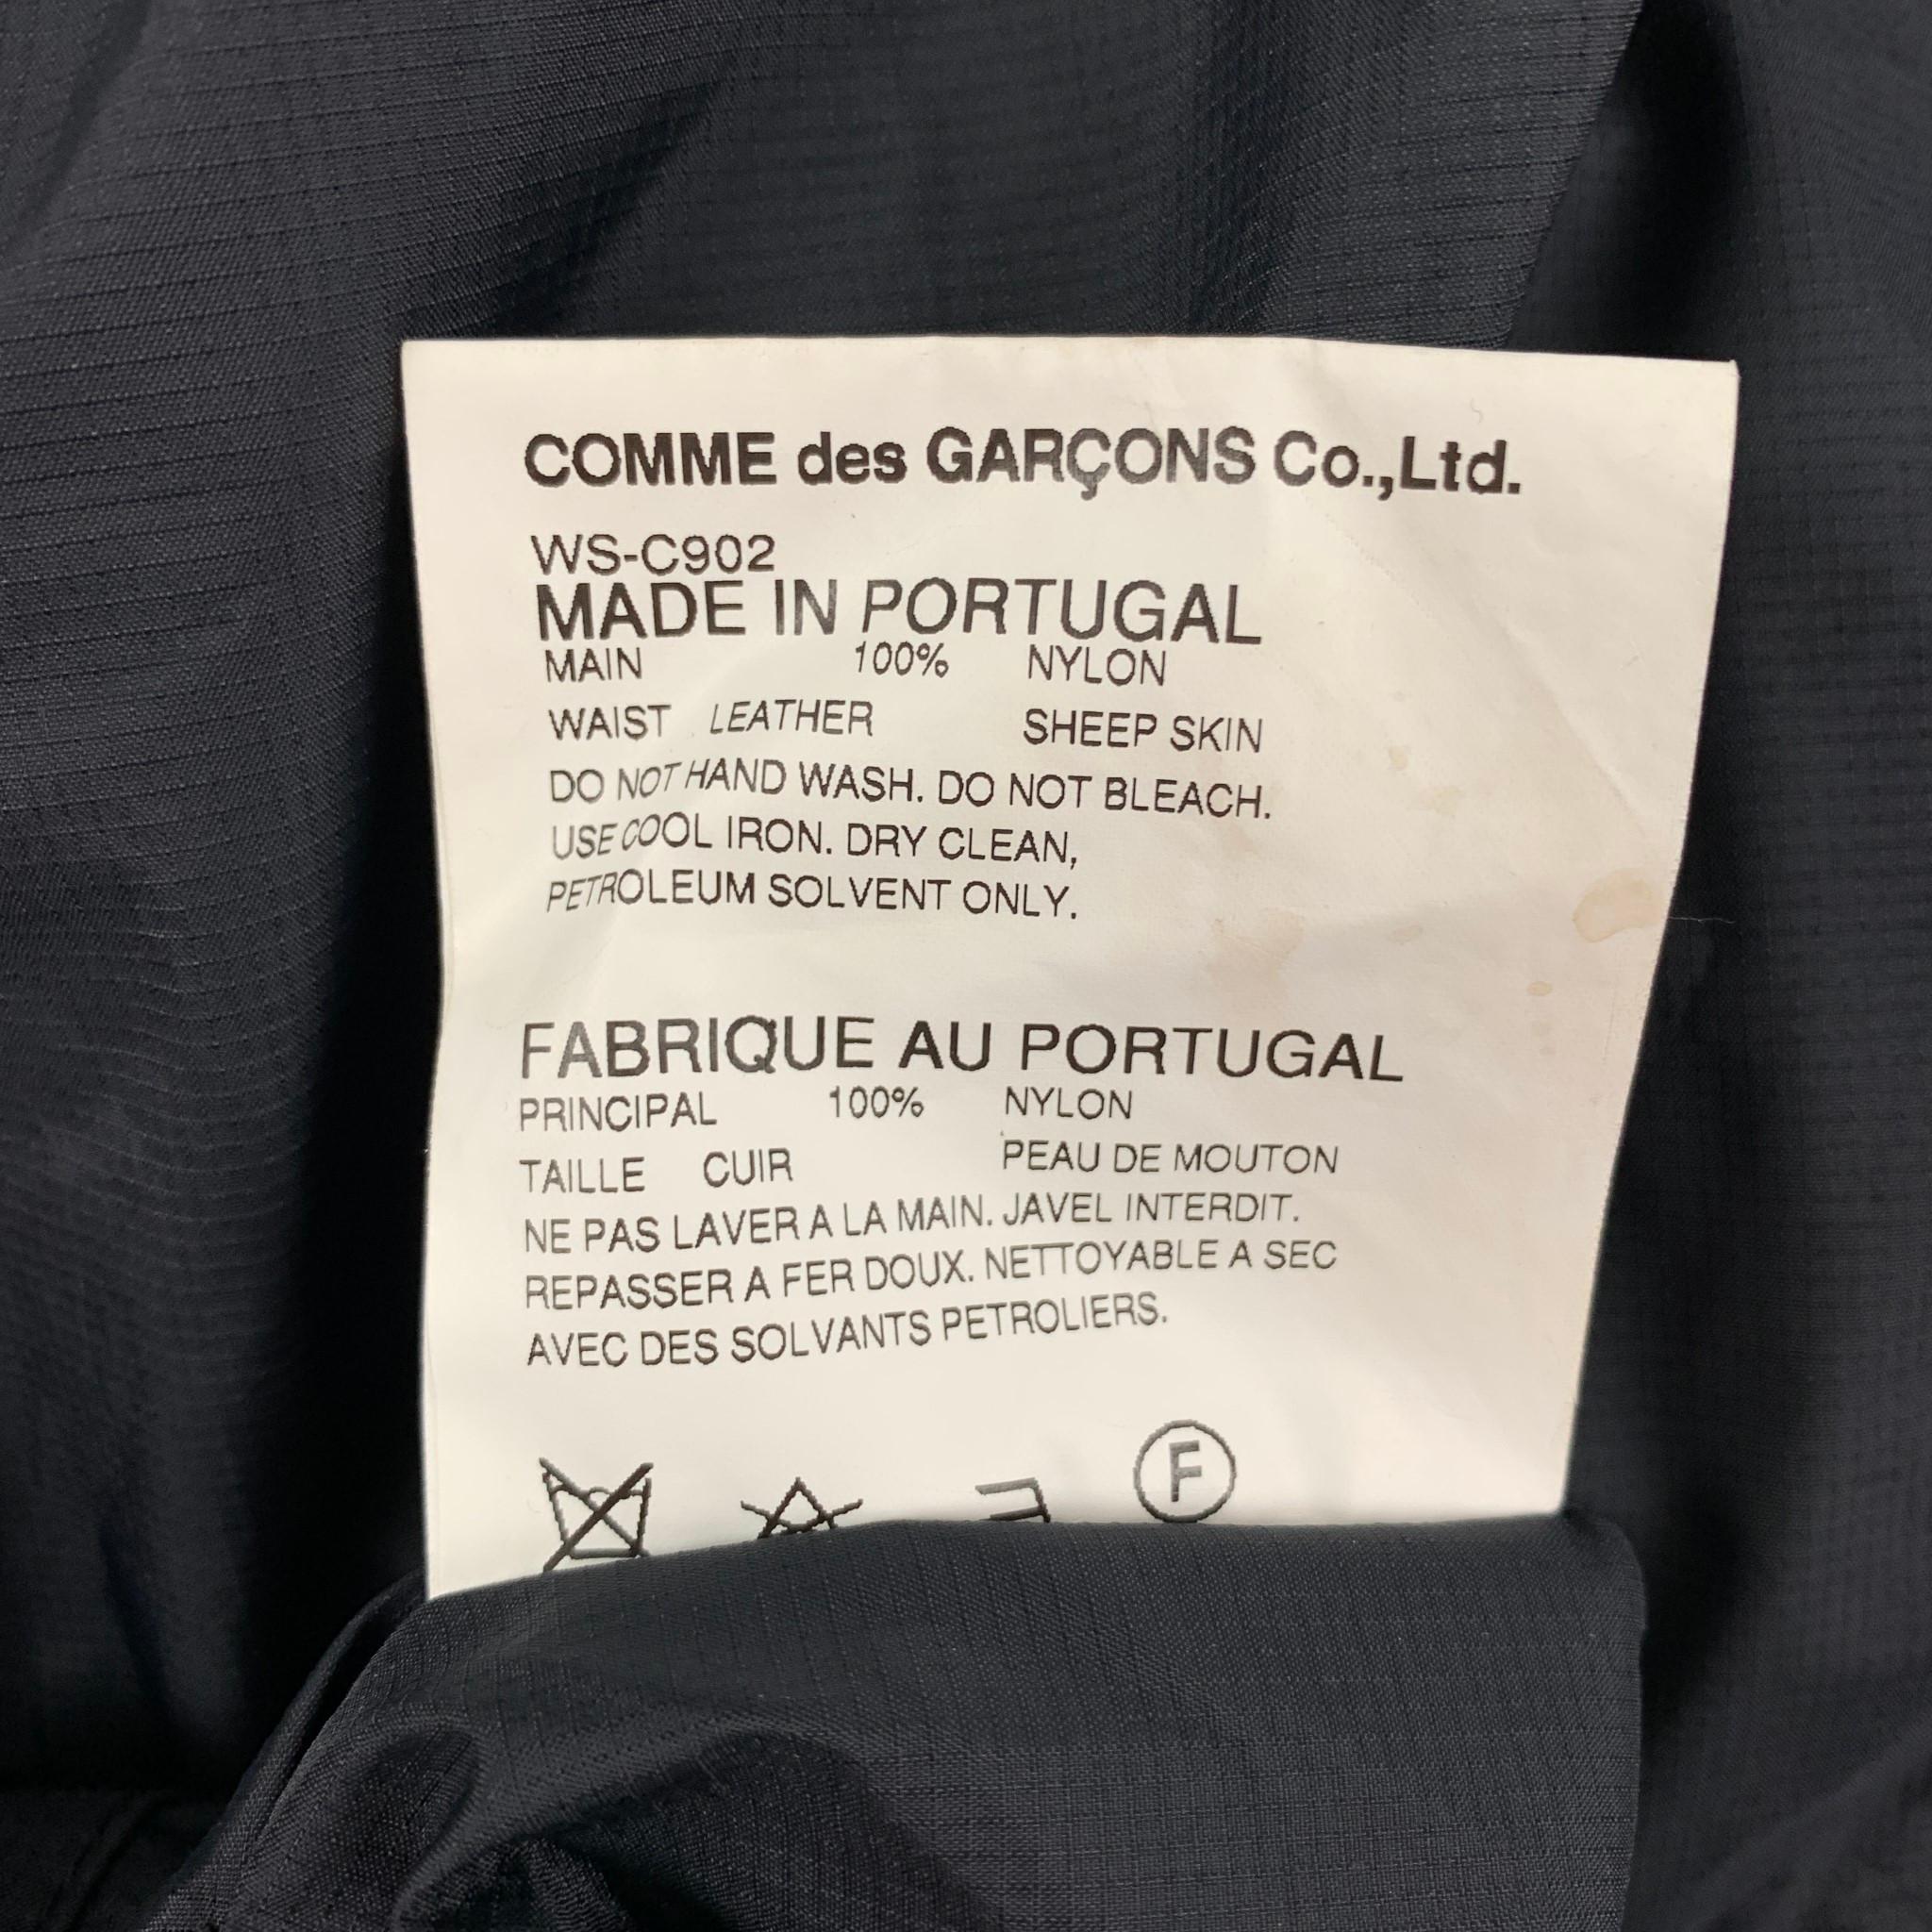 COMME des GARÇONS Co.,Ltd.
WS-C902
MADE IN PORTUGAL
MAIN 100% NYLON
WAIST LEATHER SHEEP SKIN
DO NOT HAND WASH. DO NOT BLEACH.
USE COOL IRON. DRY CLEAN,
PETROLEUM SOLVENT ONLY.
FABRIQUE AU PORTUGAL
PRINCIPAL 100% NYLON
TAILLE CUIR PEAU DE MOUTON
NE PAS LAVER A LA MAIN. JAVEL INTERDIT.
REPASSER A FER DOUX. NETTOYABLE A SEC
AVEC DES SOLVANTS PETROLIERS.
F